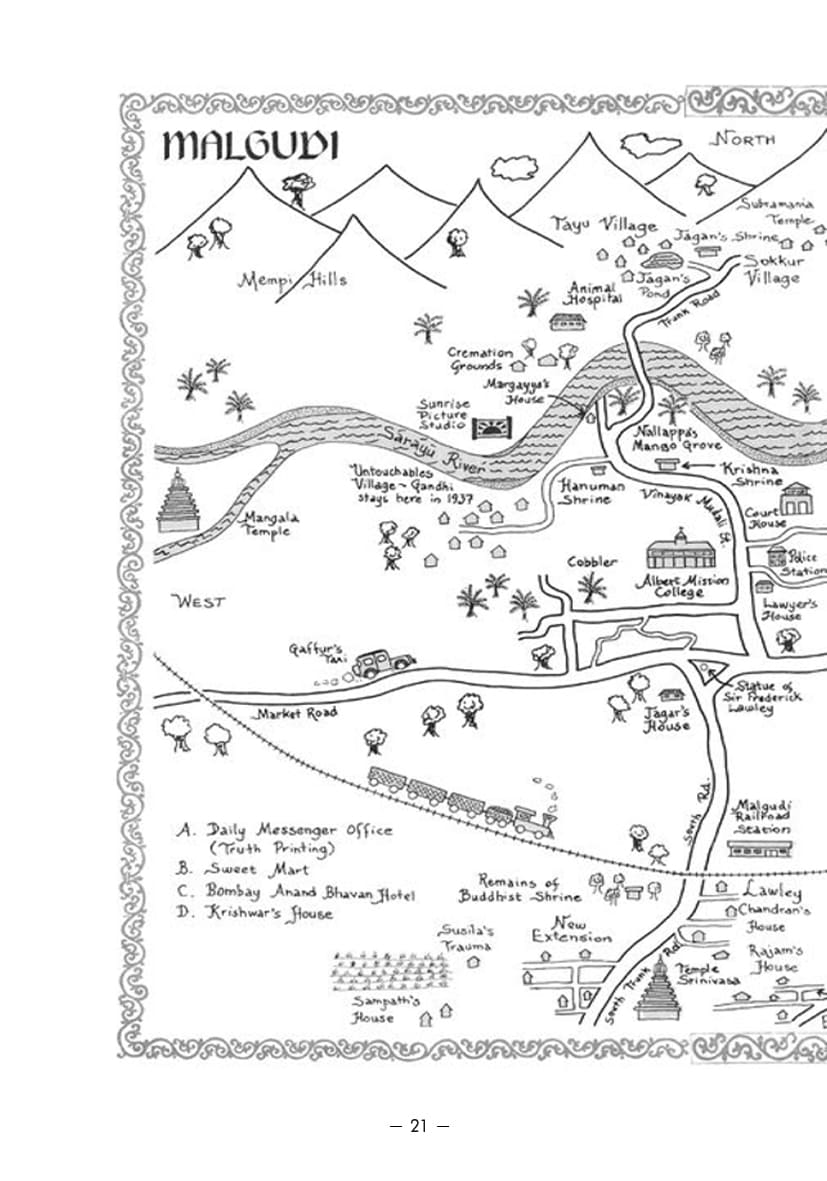 MALGUDI
NORTH
Subramania
Temple
Tayu Village
Jagan's Shrine
Sokkur
Village
Mempi Hills
Jagan's
Pond
Animal
Hospital
Trunk Road
Cremation
Grounds
Margayya's
House
Sunrise
Picture
Studio
Sarayu River
Nallappa's
Mango Grove
Untouchables
Village - Gandhi
stays here in 1937
Hanuman
Shrine
Krishna
Shrine
Vinayak Mudali St.
Court
House
Mangala
Temple
Police
Station
Cobbler
Albert Mission
College
WEST
Lawyer's
House
Gaffur's
Taxi
Statue of
Sir Frederick
Lawley
Market Road
Jagar's
House
South Rd.
Malgudi
Railroad
Station
A. Daily Messenger Office
(Truth Printing)
B. Sweet Mart
C. Bombay Anand Bhavan Hotel
D. Krishwar's House
Remains of
Buddhist Shrine
Lawley
Chandran's
House
Susila's
Trauma
New
Extension
Rajam's
House
South Trunk Rd.
Temple
Srinivasa
Sampath's
House
– 21 –